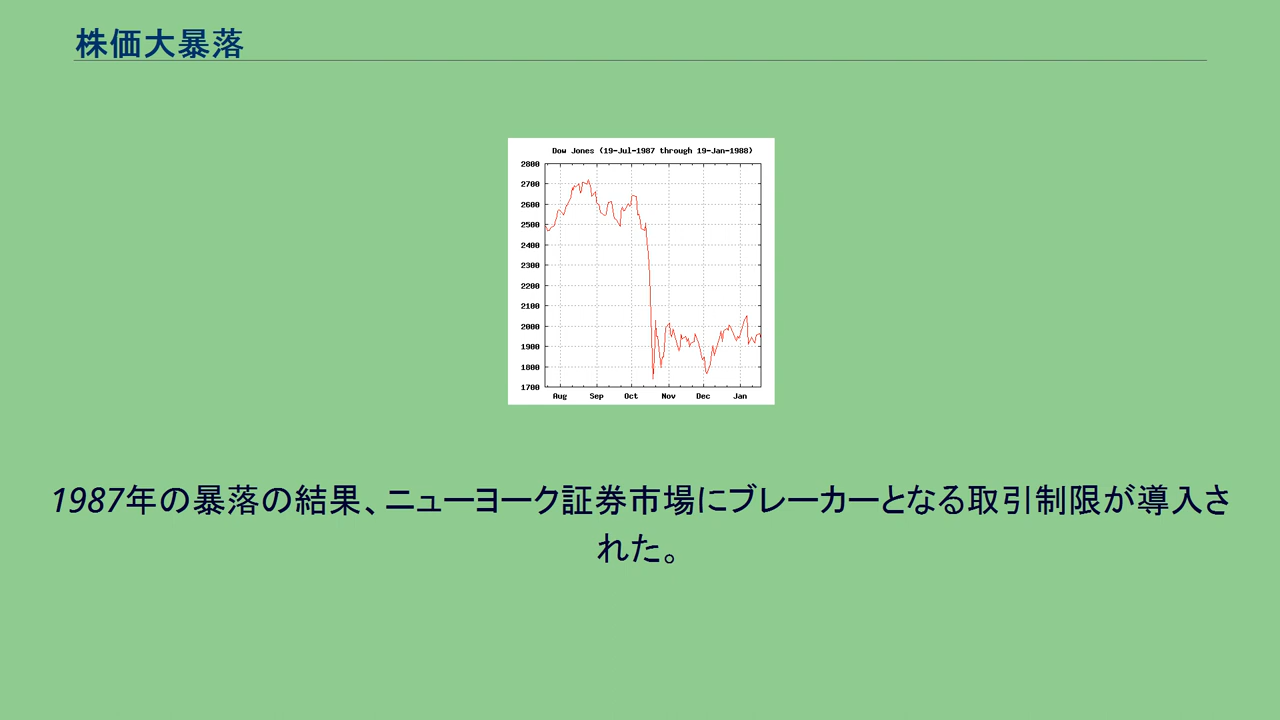 株価大暴落
Dow Jones (19-Jul-1987 through 19-Jan-1988)
2800
2700
2600
2500
2400
2300
2200
2100
2000
1900
1800
1700
Aug Sep Oct Nov Dec Jan
1987年の暴落の結果、ニューヨーク証券市場にブレーカーとなる取引制限が導入さ
れた。